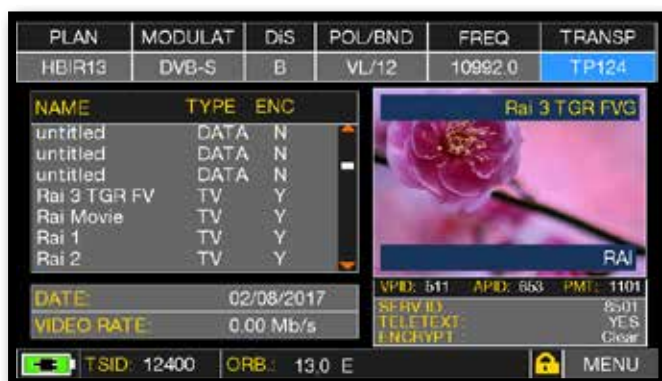 PLAN MODULAT DiS POL/BND FREQ TRANSP
HBIR13 DVB-S B VL/12 10992.0 TP124
NAME TYPE ENC
untitled DATA N
untitled DATA N
untitled DATA N
Rai 3 TGR FV TV Y
Rai Movie TV Y
Rai 1 TV Y
Rai 2 TV Y
Rai 3 TGR FVG
RAI
VPID: 511 APID: 653 PMT: 1101
SERV ID: 8501
TELETEXT: YES
ENCRYPT: Clear
DATE: 02/08/2017
VIDEO RATE: 0.00 Mb/s
TSID: 12400 ORB.: 13.0 E MENU